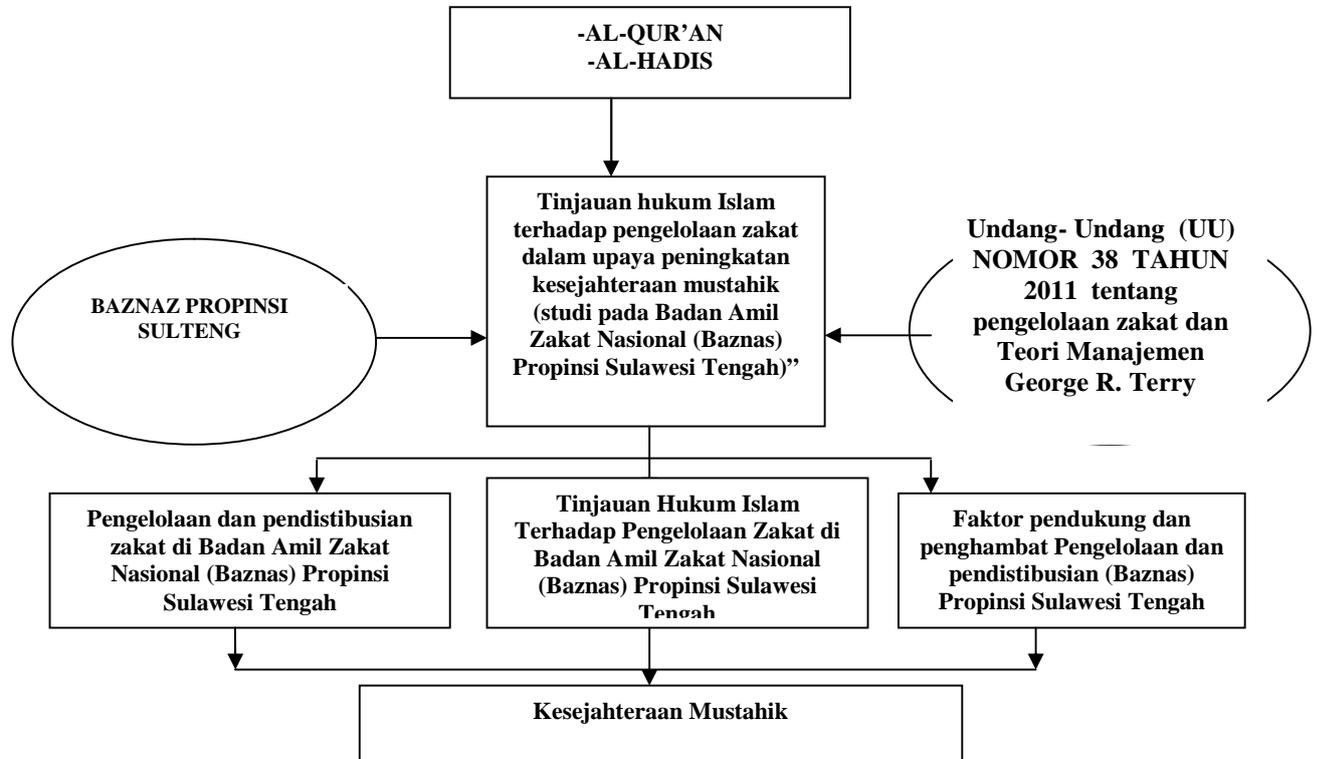 -AL-QUR’AN
-AL-HADIS
Tinjauan hukum Islam
terhadap pengelolaan zakat
dalam upaya peningkatan
kesejahteraan mustahik
(studi pada Badan Amil
Zakat Nasional (Baznas)
Propinsi Sulawesi Tengah)”
BAZNAZ PROPINSI
SULTENG
Undang- Undang (UU)
NOMOR 38 TAHUN
2011 tentang
pengelolaan zakat dan
Teori Manajemen
George R. Terry
Pengelolaan dan pendistibusian
zakat di Badan Amil Zakat
Nasional (Baznas) Propinsi
Sulawesi Tengah
Tinjauan Hukum Islam
Terhadap Pengelolaan Zakat di
Badan Amil Zakat Nasional
(Baznas) Propinsi Sulawesi
Tengah
Faktor pendukung dan
penghambat Pengelolaan dan
pendistibusian (Baznas)
Propinsi Sulawesi Tengah
Kesejahteraan Mustahik